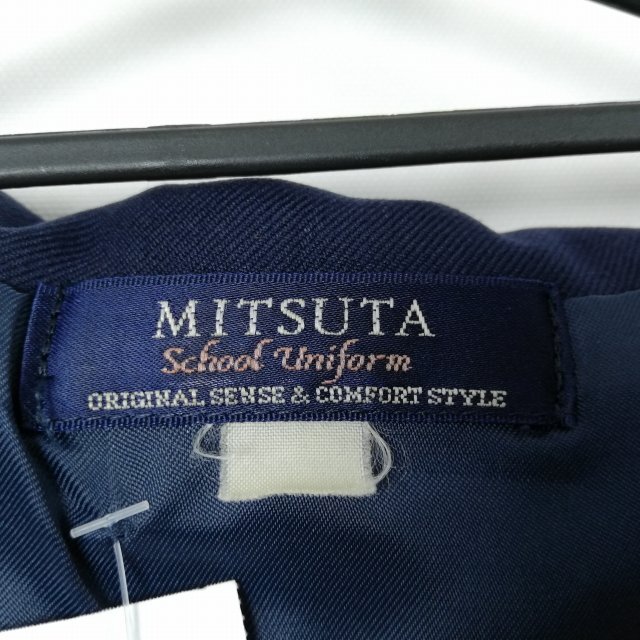 MITSUTA
School Uniform
ORIGINAL SENSE & COMFORT STYLE